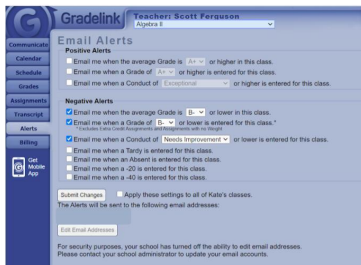 Gradelink
Teacher: Scott Ferguson
Algebra II
Communicate
Calendar
Schedule
Grades
Assignments
Transcript
Alerts
Billing
Get Mobile App
Email Alerts
Positive Alerts
Email me when the average Grade is A+ or higher in this class.
Email me when a Grade of A+ or higher is entered for this class.
Email me when a Conduct of Exceptional or higher is entered for this class.
Negative Alerts
Email me when the average Grade is B- or lower in this class.
Email me when a Grade of B- or lower is entered for this class.*
*Excludes Extra Credit Assignments and Assignments with no Weight
Email me when a Conduct of Needs Improvement or lower is entered for this class.
Email me when a Tardy is entered for this class.
Email me when an Absent is entered for this class.
Email me when a -20 is entered for this class.
Email me when a -40 is entered for this class.
Submit Changes Apply these settings to all of Kate's classes.
The Alerts will be sent to the following email addresses:
Edit Email Addresses
For security purposes, your school has turned off the ability to edit email addresses.
Please contact your school administrator to update your email accounts.